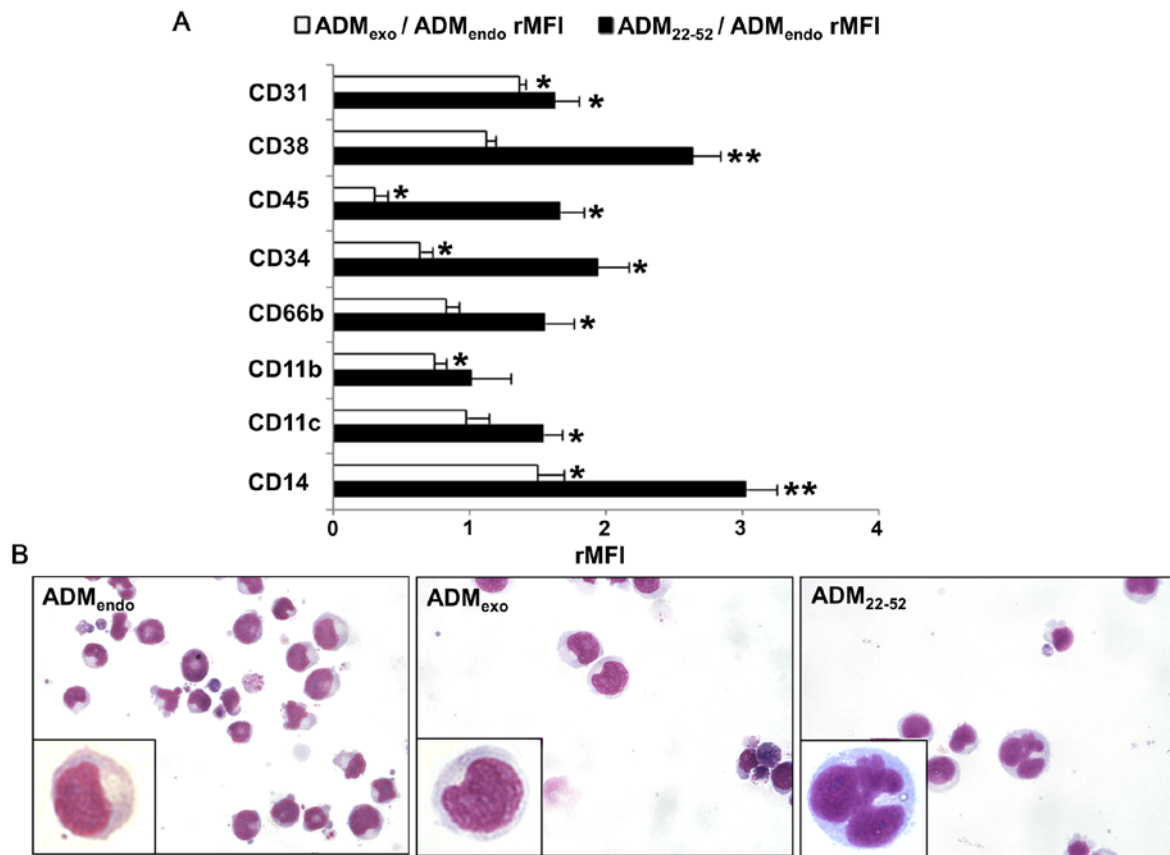 A
ADMexo / ADMendo rMFI
ADM22-52 / ADMendo rMFI
CD31
*
*
CD38
**
CD45
*
*
CD34
*
*
CD66b
*
CD11b
*
CD11c
*
CD14
*
**
0 1 2 3 4
rMFI
B
ADMendo
ADMexo
ADM22-52